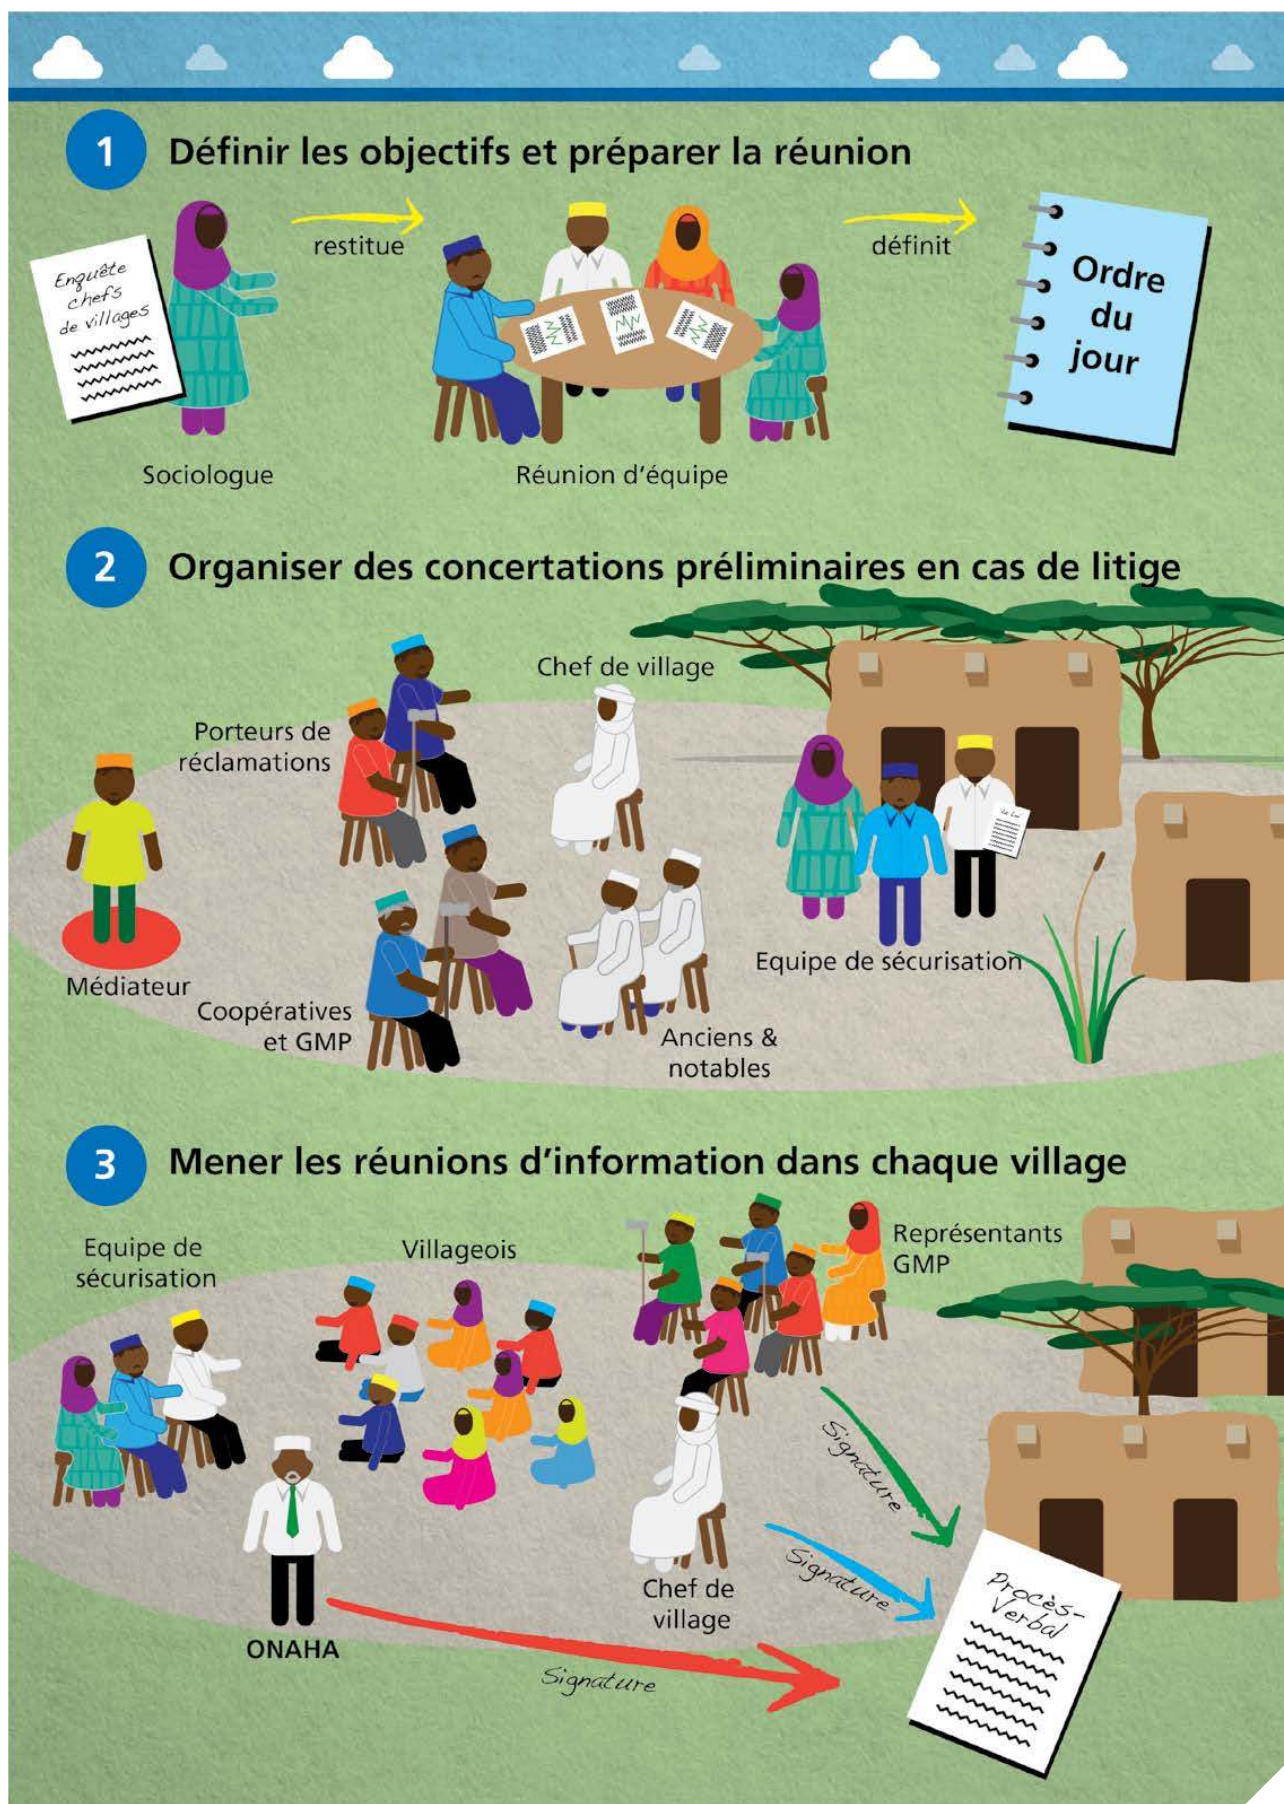 1 Définir les objectifs et préparer la réunion
Enquête
chefs
de villages
restitue
définit
Ordre
du
jour
Sociologue
Réunion d'équipe
2 Organiser des concertations préliminaires en cas de litige
Chef de village
Porteurs de
réclamations
La Loi
Médiateur
Equipe de sécurisation
Coopératives
et GMP
Anciens &
notables
3 Mener les réunions d'information dans chaque village
Equipe de
sécurisation
Villageois
Représentants
GMP
Signature
Signature
Chef de
village
Procès-
Verbal
ONAHA
Signature